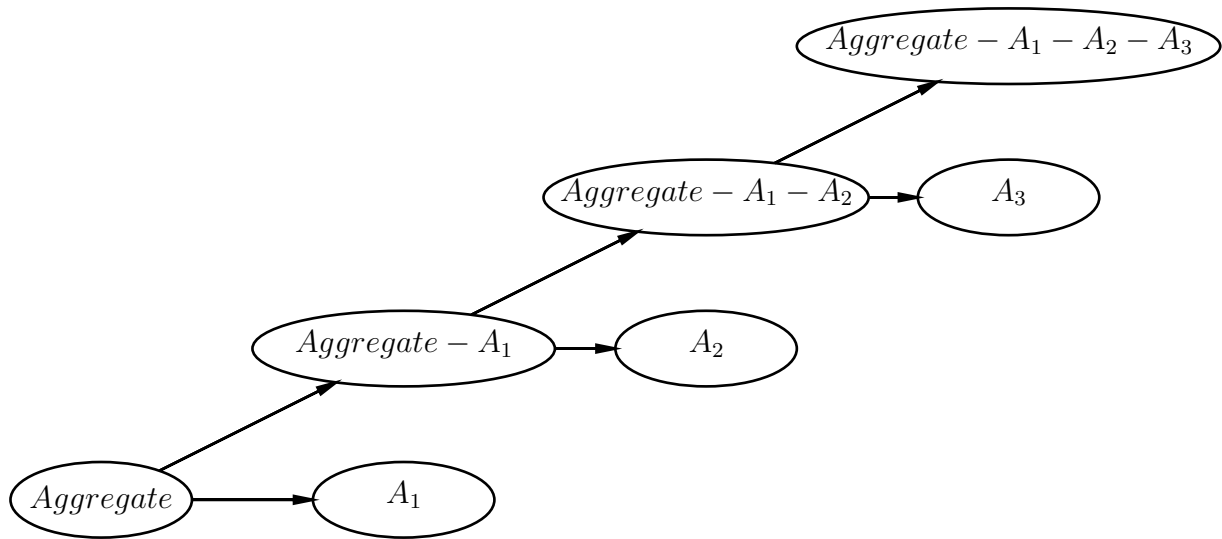 Aggregate − A₁ − A₂ − A₃
Aggregate − A₁ − A₂
A₃
Aggregate − A₁
A₂
Aggregate
A₁